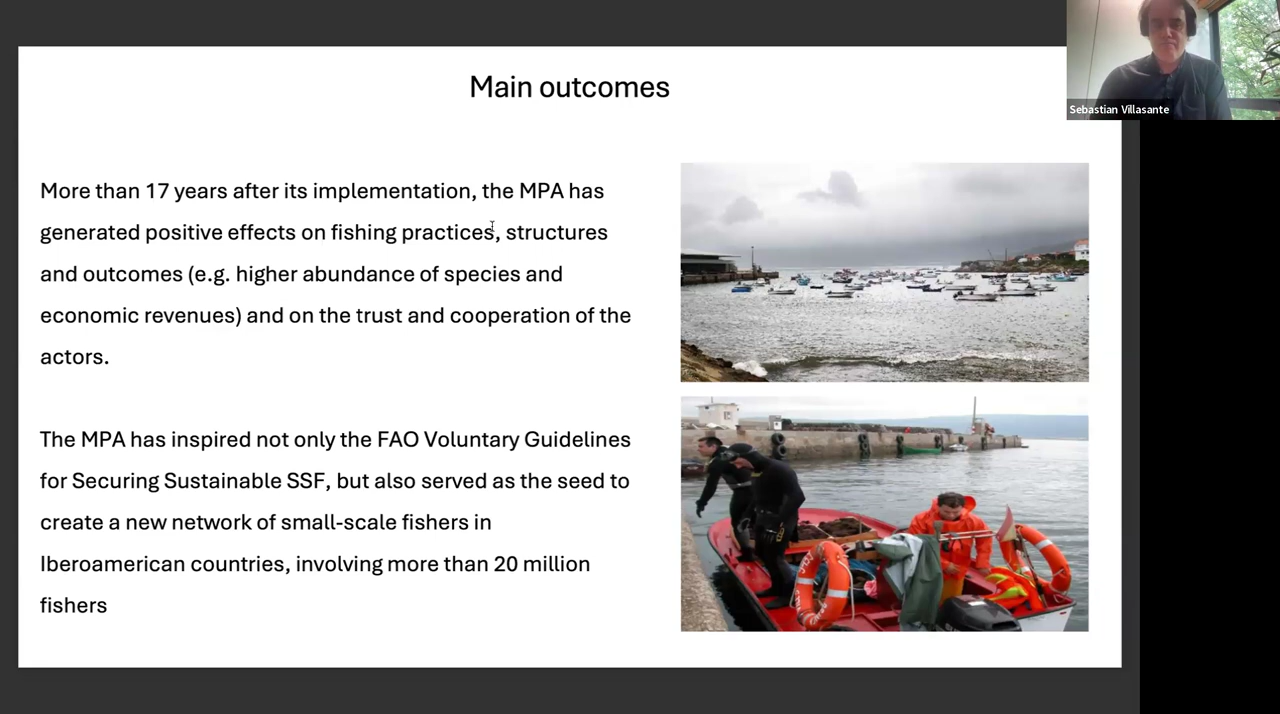 Main outcomes
Sebastian Villasante
More than 17 years after its implementation, the MPA has
generated positive effects on fishing practices, structures
and outcomes (e.g. higher abundance of species and
economic revenues) and on the trust and cooperation of the
actors.
The MPA has inspired not only the FAO Voluntary Guidelines
for Securing Sustainable SSF, but also served as the seed to
create a new network of small-scale fishers in
Iberoamerican countries, involving more than 20 million
fishers